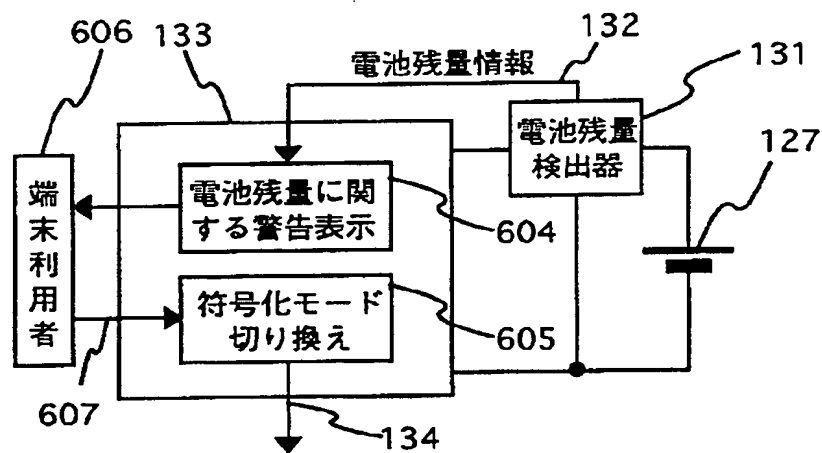 606
133
132
電池残量情報
131
電池残量
検出器
127
端末利用者
電池残量に関
する警告表示
604
符号化モード
切り換え
605
607
134